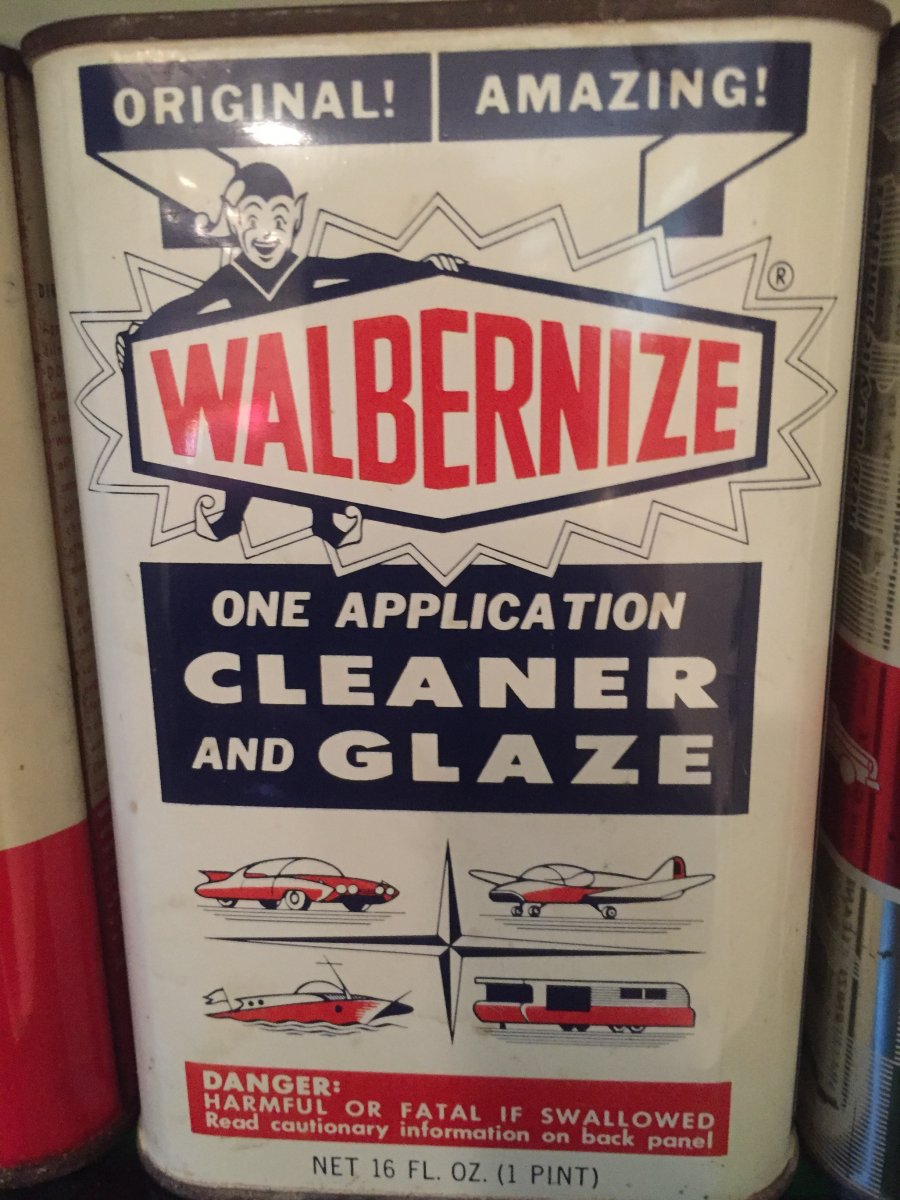 ORIGINAL! AMAZING!
WALBERNIZE ®
ONE APPLICATION
CLEANER
AND GLAZE
DANGER:
HARMFUL OR FATAL IF SWALLOWED
Read cautionary information on back panel
NET 16 FL. OZ. (1 PINT)